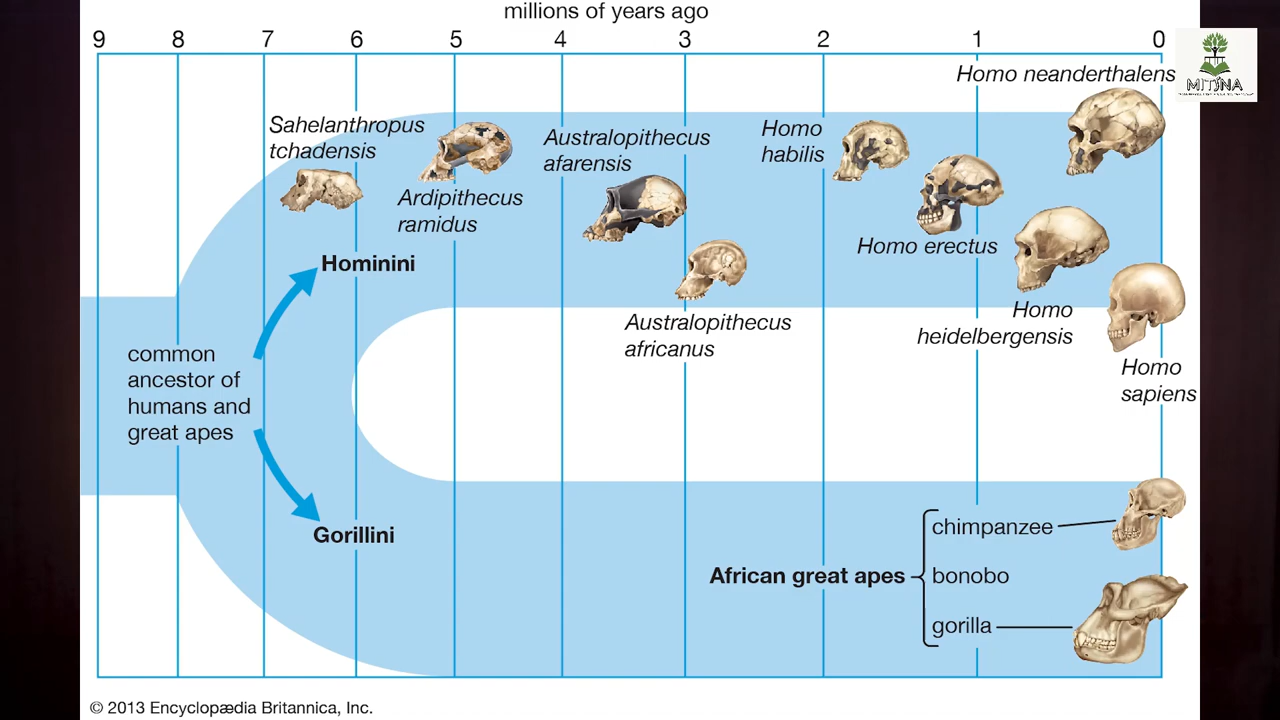 millions of years ago
9 8 7 6 5 4 3 2 1 0
MITJNA
Homo neanderthalens
Sahelanthropus
tchadensis
Ardipithecus
ramidus
Australopithecus
afarensis
Homo
habilis
Homo erectus
Hominini
Australopithecus
africanus
Homo
heidelbergensis
Homo
sapiens
common
ancestor of
humans and
great apes
Gorillini
African great apes
chimpanzee
bonobo
gorilla
© 2013 Encyclopædia Britannica, Inc.